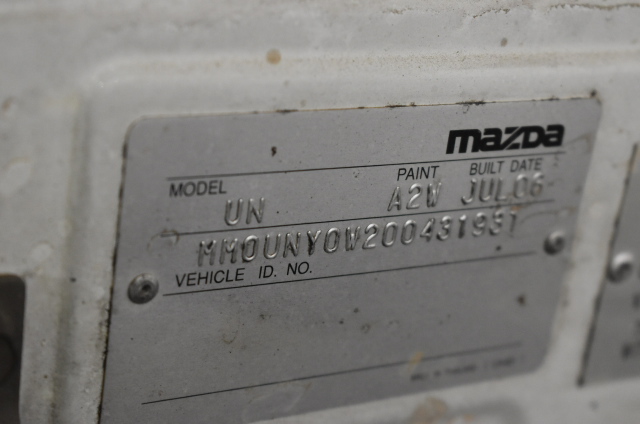 mazda
MODEL PAINT BUILT DATE
UN A2W JUL06
MM0UNY0W200431931
VEHICLE ID. NO.